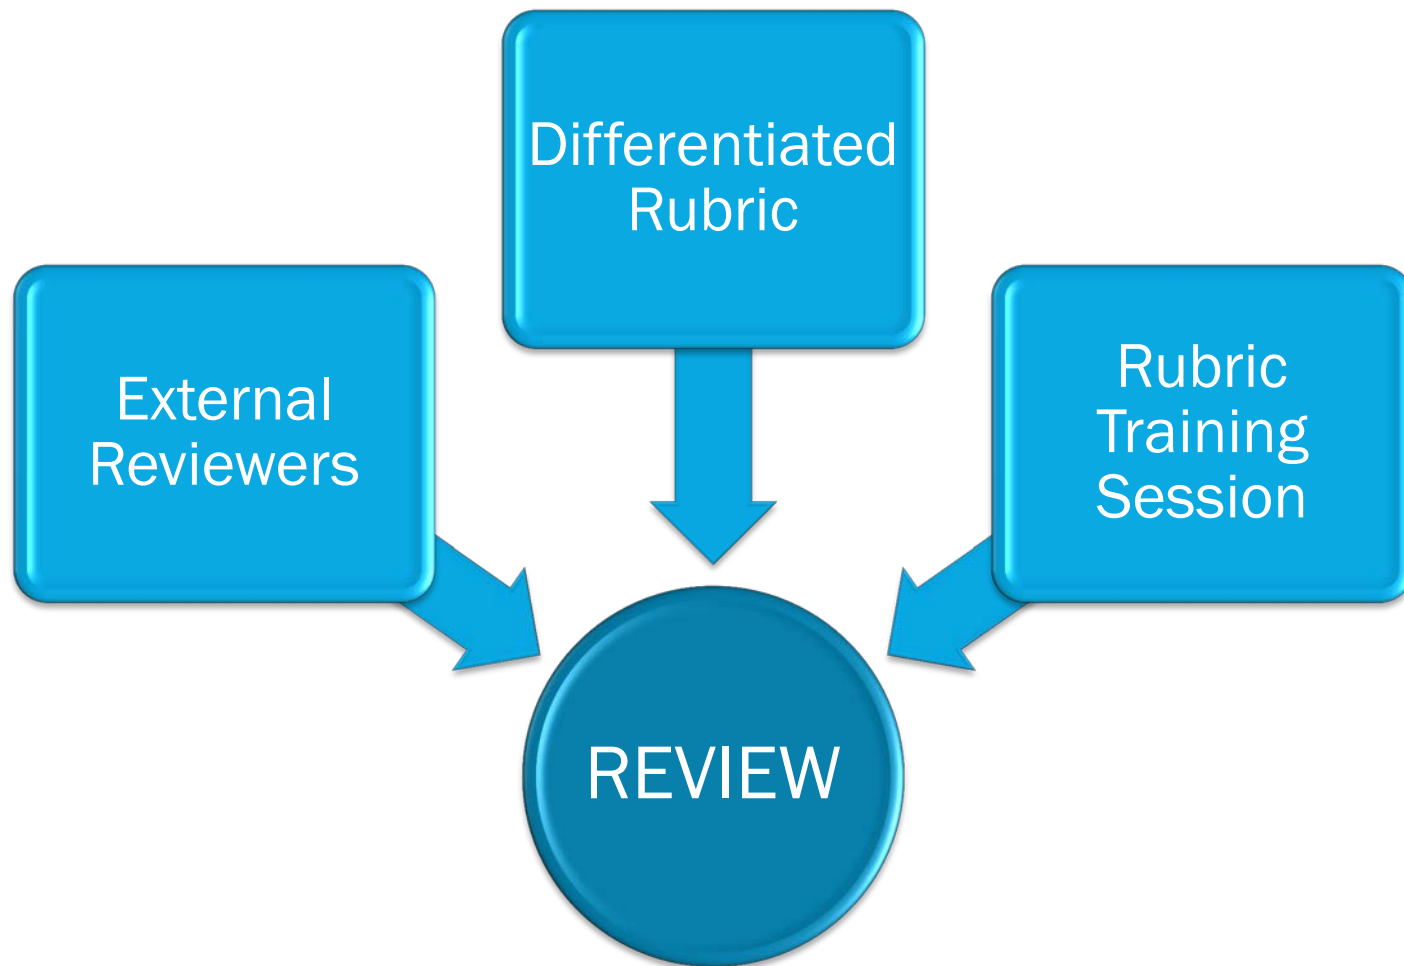 Differentiated
Rubric
External
Reviewers
Rubric
Training
Session
REVIEW